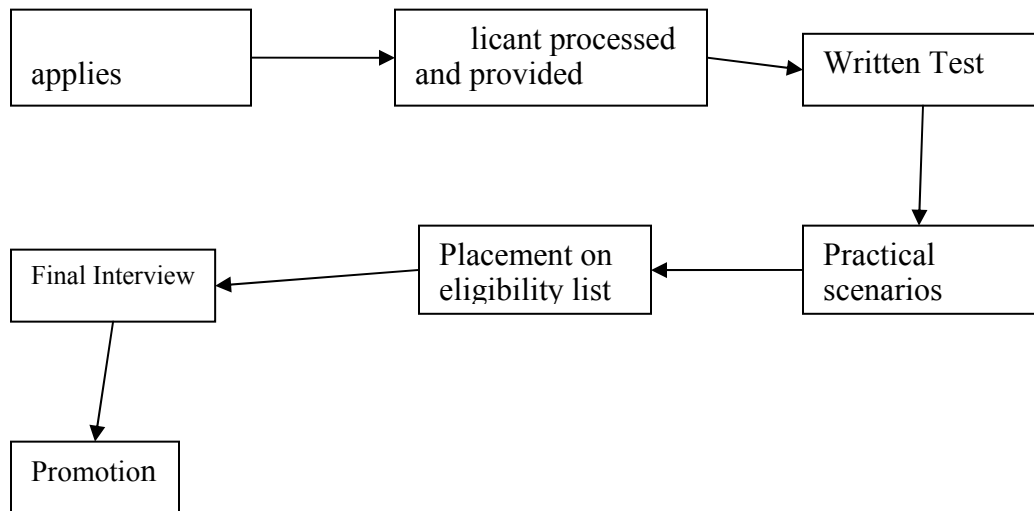 applies
licant processed
and provided
Written Test
Practical
scenarios
Placement on
eligibility list
Final Interview
Promotion